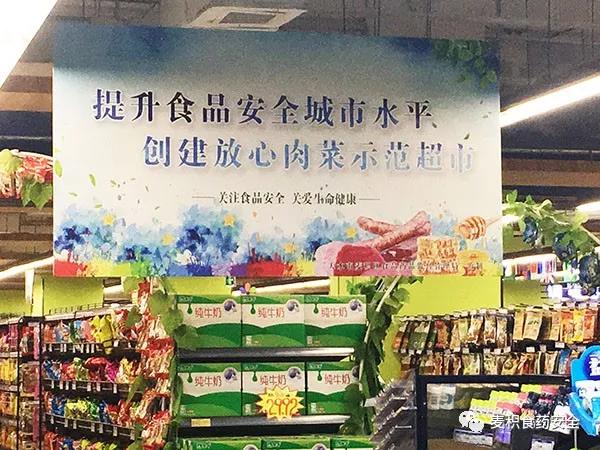 提升食品安全城市水平
创建放心肉菜示范超市
关注食品安全 关爱生命健康
纯牛奶
纯牛奶
纯牛奶
纯牛奶
纯牛奶
纯牛奶
麦积食药安全